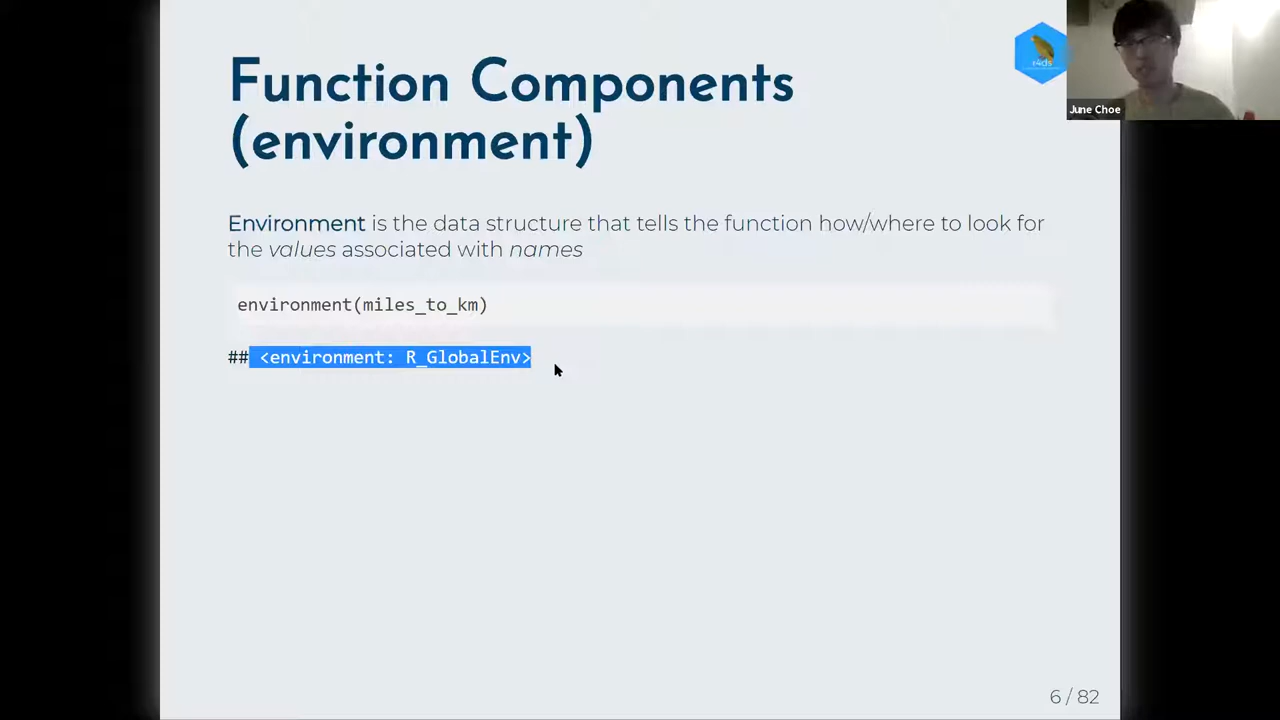 Function Components
(environment)
r4ds
June Choe
Environment is the data structure that tells the function how/where to look for
the values associated with names
environment(miles_to_km)
## <environment: R_GlobalEnv>
6 / 82